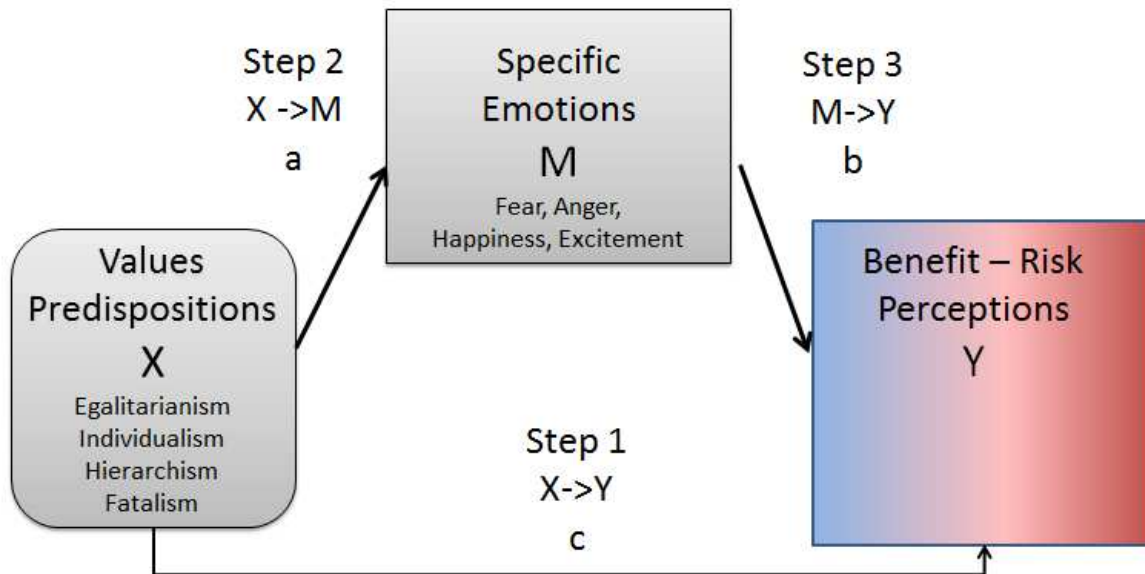 Step 2
X ->M
a
Specific
Emotions
M
Fear, Anger,
Happiness, Excitement
Step 3
M->Y
b
Values
Predispositions
X
Egalitarianism
Individualism
Hierarchism
Fatalism
Benefit – Risk
Perceptions
Y
Step 1
X->Y
c